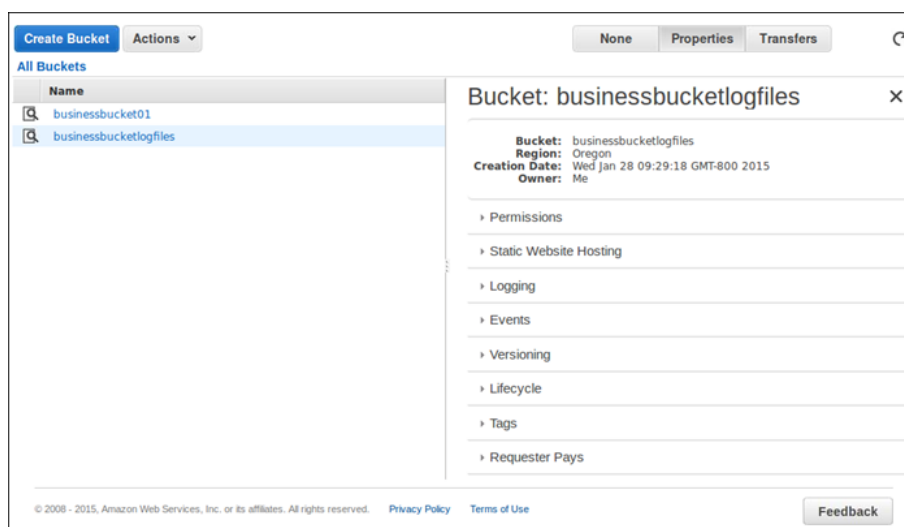 Create Bucket Actions None Properties Transfers
All Buckets
Name
businessbucket01
businessbucketlogfiles
Bucket: businessbucketlogfiles
Bucket: businessbucketlogfiles
Region: Oregon
Creation Date: Wed Jan 28 09:29:18 GMT-800 2015
Owner: Me
Permissions
Static Website Hosting
Logging
Events
Versioning
Lifecycle
Tags
Requester Pays
© 2008 - 2015, Amazon Web Services, Inc. or its affiliates. All rights reserved. Privacy Policy Terms of Use Feedback